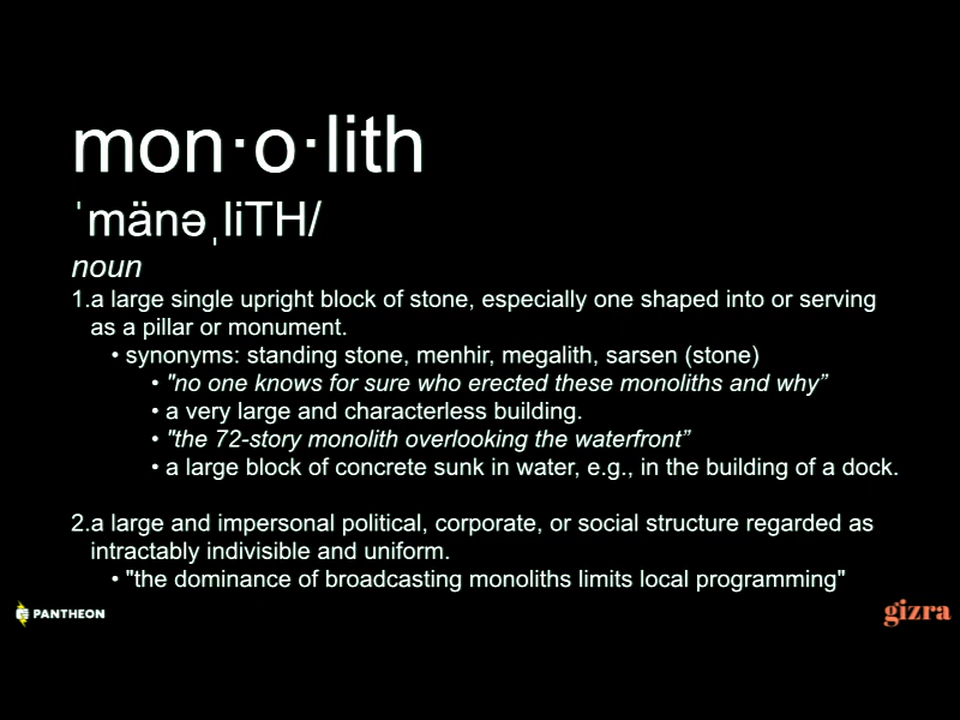 mon·o·lith
ˈmänəˌliTH/
noun
1.a large single upright block of stone, especially one shaped into or serving
as a pillar or monument.
• synonyms: standing stone, menhir, megalith, sarsen (stone)
• "no one knows for sure who erected these monoliths and why”
• a very large and characterless building.
• "the 72-story monolith overlooking the waterfront”
• a large block of concrete sunk in water, e.g., in the building of a dock.
2.a large and impersonal political, corporate, or social structure regarded as
intractably indivisible and uniform.
• "the dominance of broadcasting monoliths limits local programming"
PANTHEON
gizra